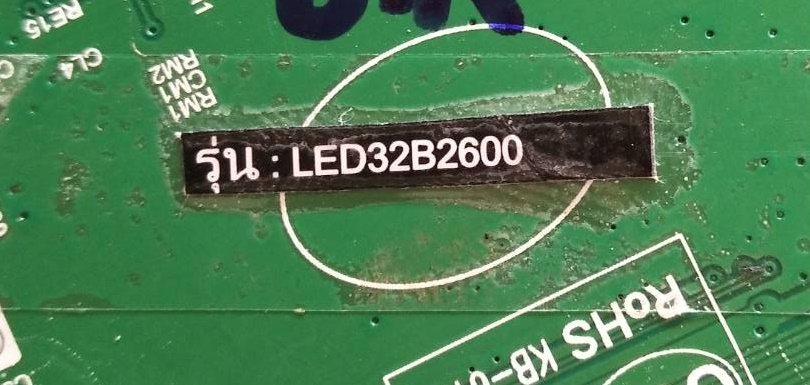 RE15
CL4
RM2
CM1
RM1
รุ่น : LED32B2600
RoHS